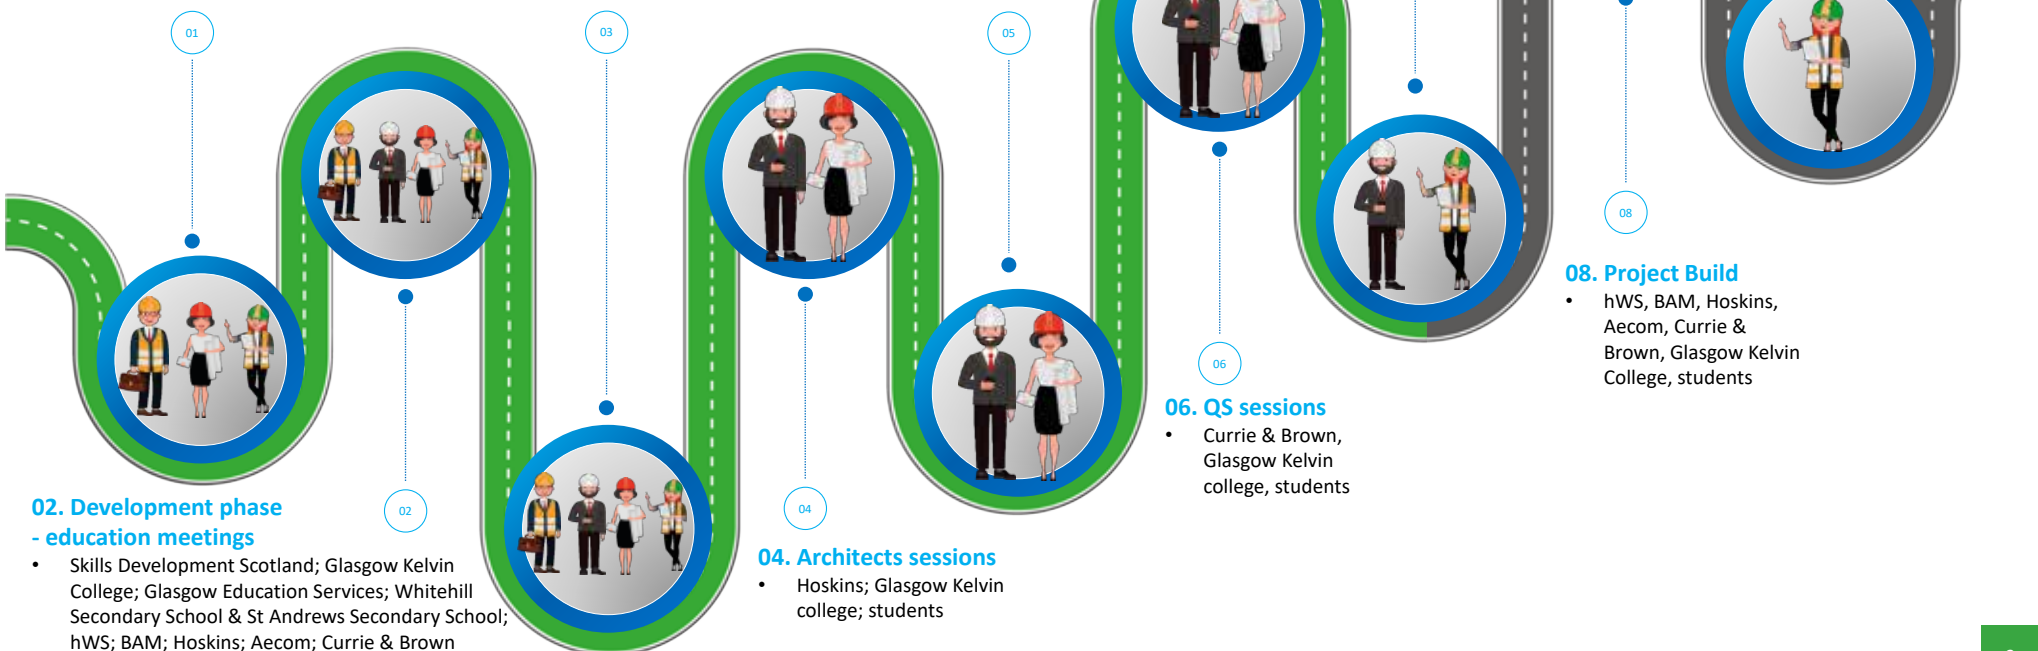 01
03
05
02
04
06
08
02. Development phase
- education meetings
• Skills Development Scotland; Glasgow Kelvin
College; Glasgow Education Services; Whitehill
Secondary School & St Andrews Secondary School;
hWS; BAM; Hoskins; Aecom; Currie & Brown
04. Architects sessions
• Hoskins; Glasgow Kelvin
college; students
06. QS sessions
• Currie & Brown,
Glasgow Kelvin
college, students
08. Project Build
• hWS, BAM, Hoskins,
Aecom, Currie &
Brown, Glasgow Kelvin
College, students